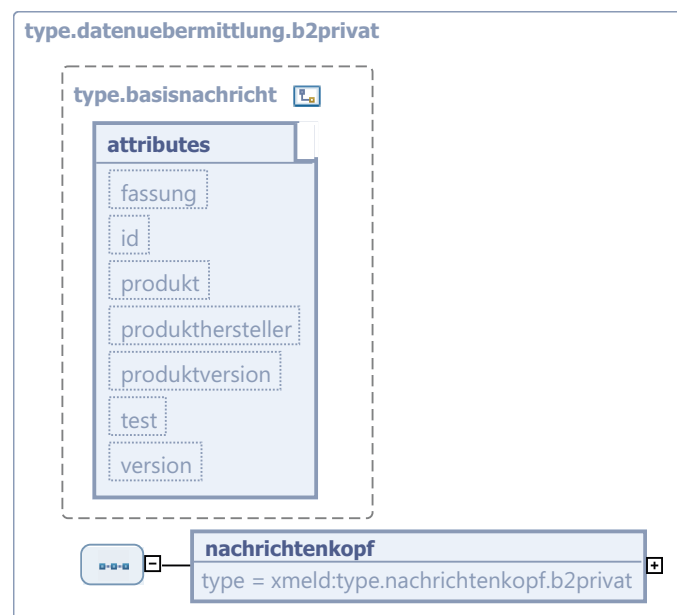 type.datenuebermittlung.b2privat
type.basisnachricht
attributes
fassung
id
produkt
produkthersteller
produktversion
test
version
nachrichtenkopf
type = xmeld:type.nachrichtenkopf.b2privat